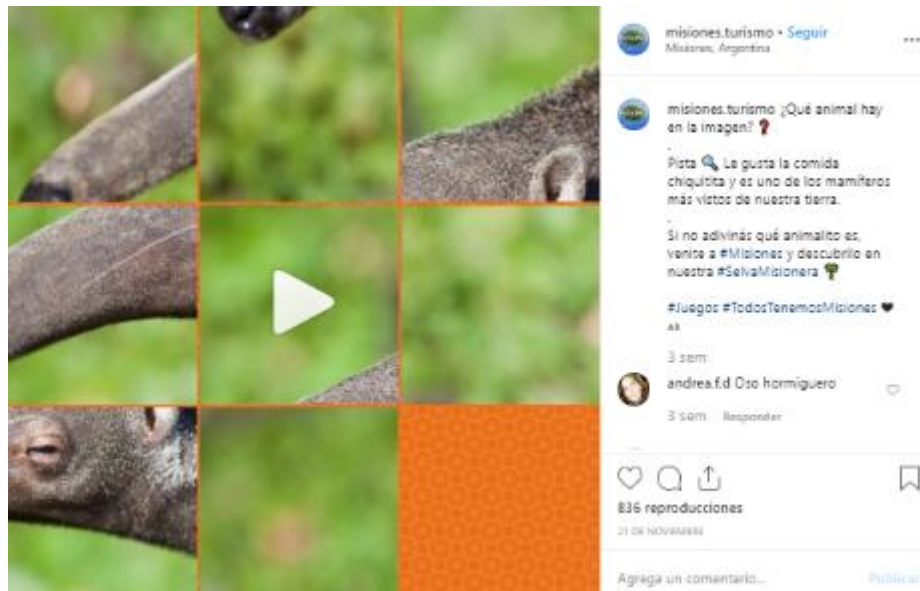 misiones.turismo • Seguir
Misiones, Argentina
misiones.turismo ¿Qué animal hay
en la imagen? ❓
.
Pista 🔍 Le gusta la comida
chiquitita y es uno de los mamíferos
más vistos de nuestra tierra.
.
Si no adivinás qué animalito es,
venite a #Misiones y descubrilo en
nuestra #SelvaMisionera 🌳
#Juegos #TodosTenemosMisiones ♥
3 sem
andrea.f.d Oso hormiguero
3 sem Responder
836 reproducciones
21 DE NOVIEMBRE
Agrega un comentario...
Publicar